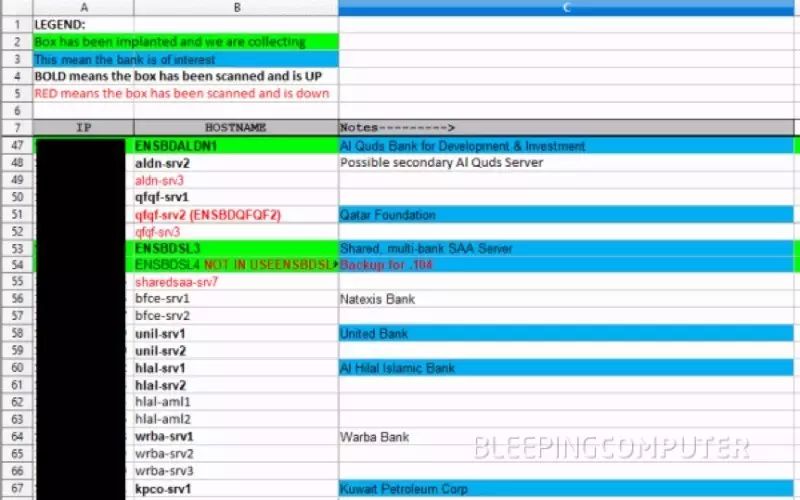 A B C
1 LEGEND:
2 Box has been implanted and we are collecting
3 This mean the bank is of interest
4 BOLD means the box has been scanned and is UP
5 RED means the box has been scanned and is down
6
7 IP HOSTNAME Notes--------->
47 ENSBDALDN1 Al Quds Bank for Development & Investment
48 aldn-srv2 Possible secondary Al Quds Server
49 aldn-srv3
50 qfqf-srv1
51 qfqf-srv2 (ENSBDQFQF2) Qatar Foundation
52 qfqf-srv3
53 ENSBDSL3 Shared, multi-bank SAA Server
54 ENSBDSL4 NOT IN USEENSBDSL Backup for .104
55 sharedsaa-srv7
56 bfce-srv1 Natexis Bank
57 bfce-srv2
58 unil-srv1 United Bank
59 unil-srv2
60 hlal-srv1 Al Hilal Islamic Bank
61 hlal-srv2
62 hlal-aml1
63 hlal-aml2
64 wrba-srv1 Warba Bank
65 wrba-srv2
66 wrba-srv3
67 kpco-srv1 Kuwait Petroleum Corp
BLEEPINGCOMPUTER